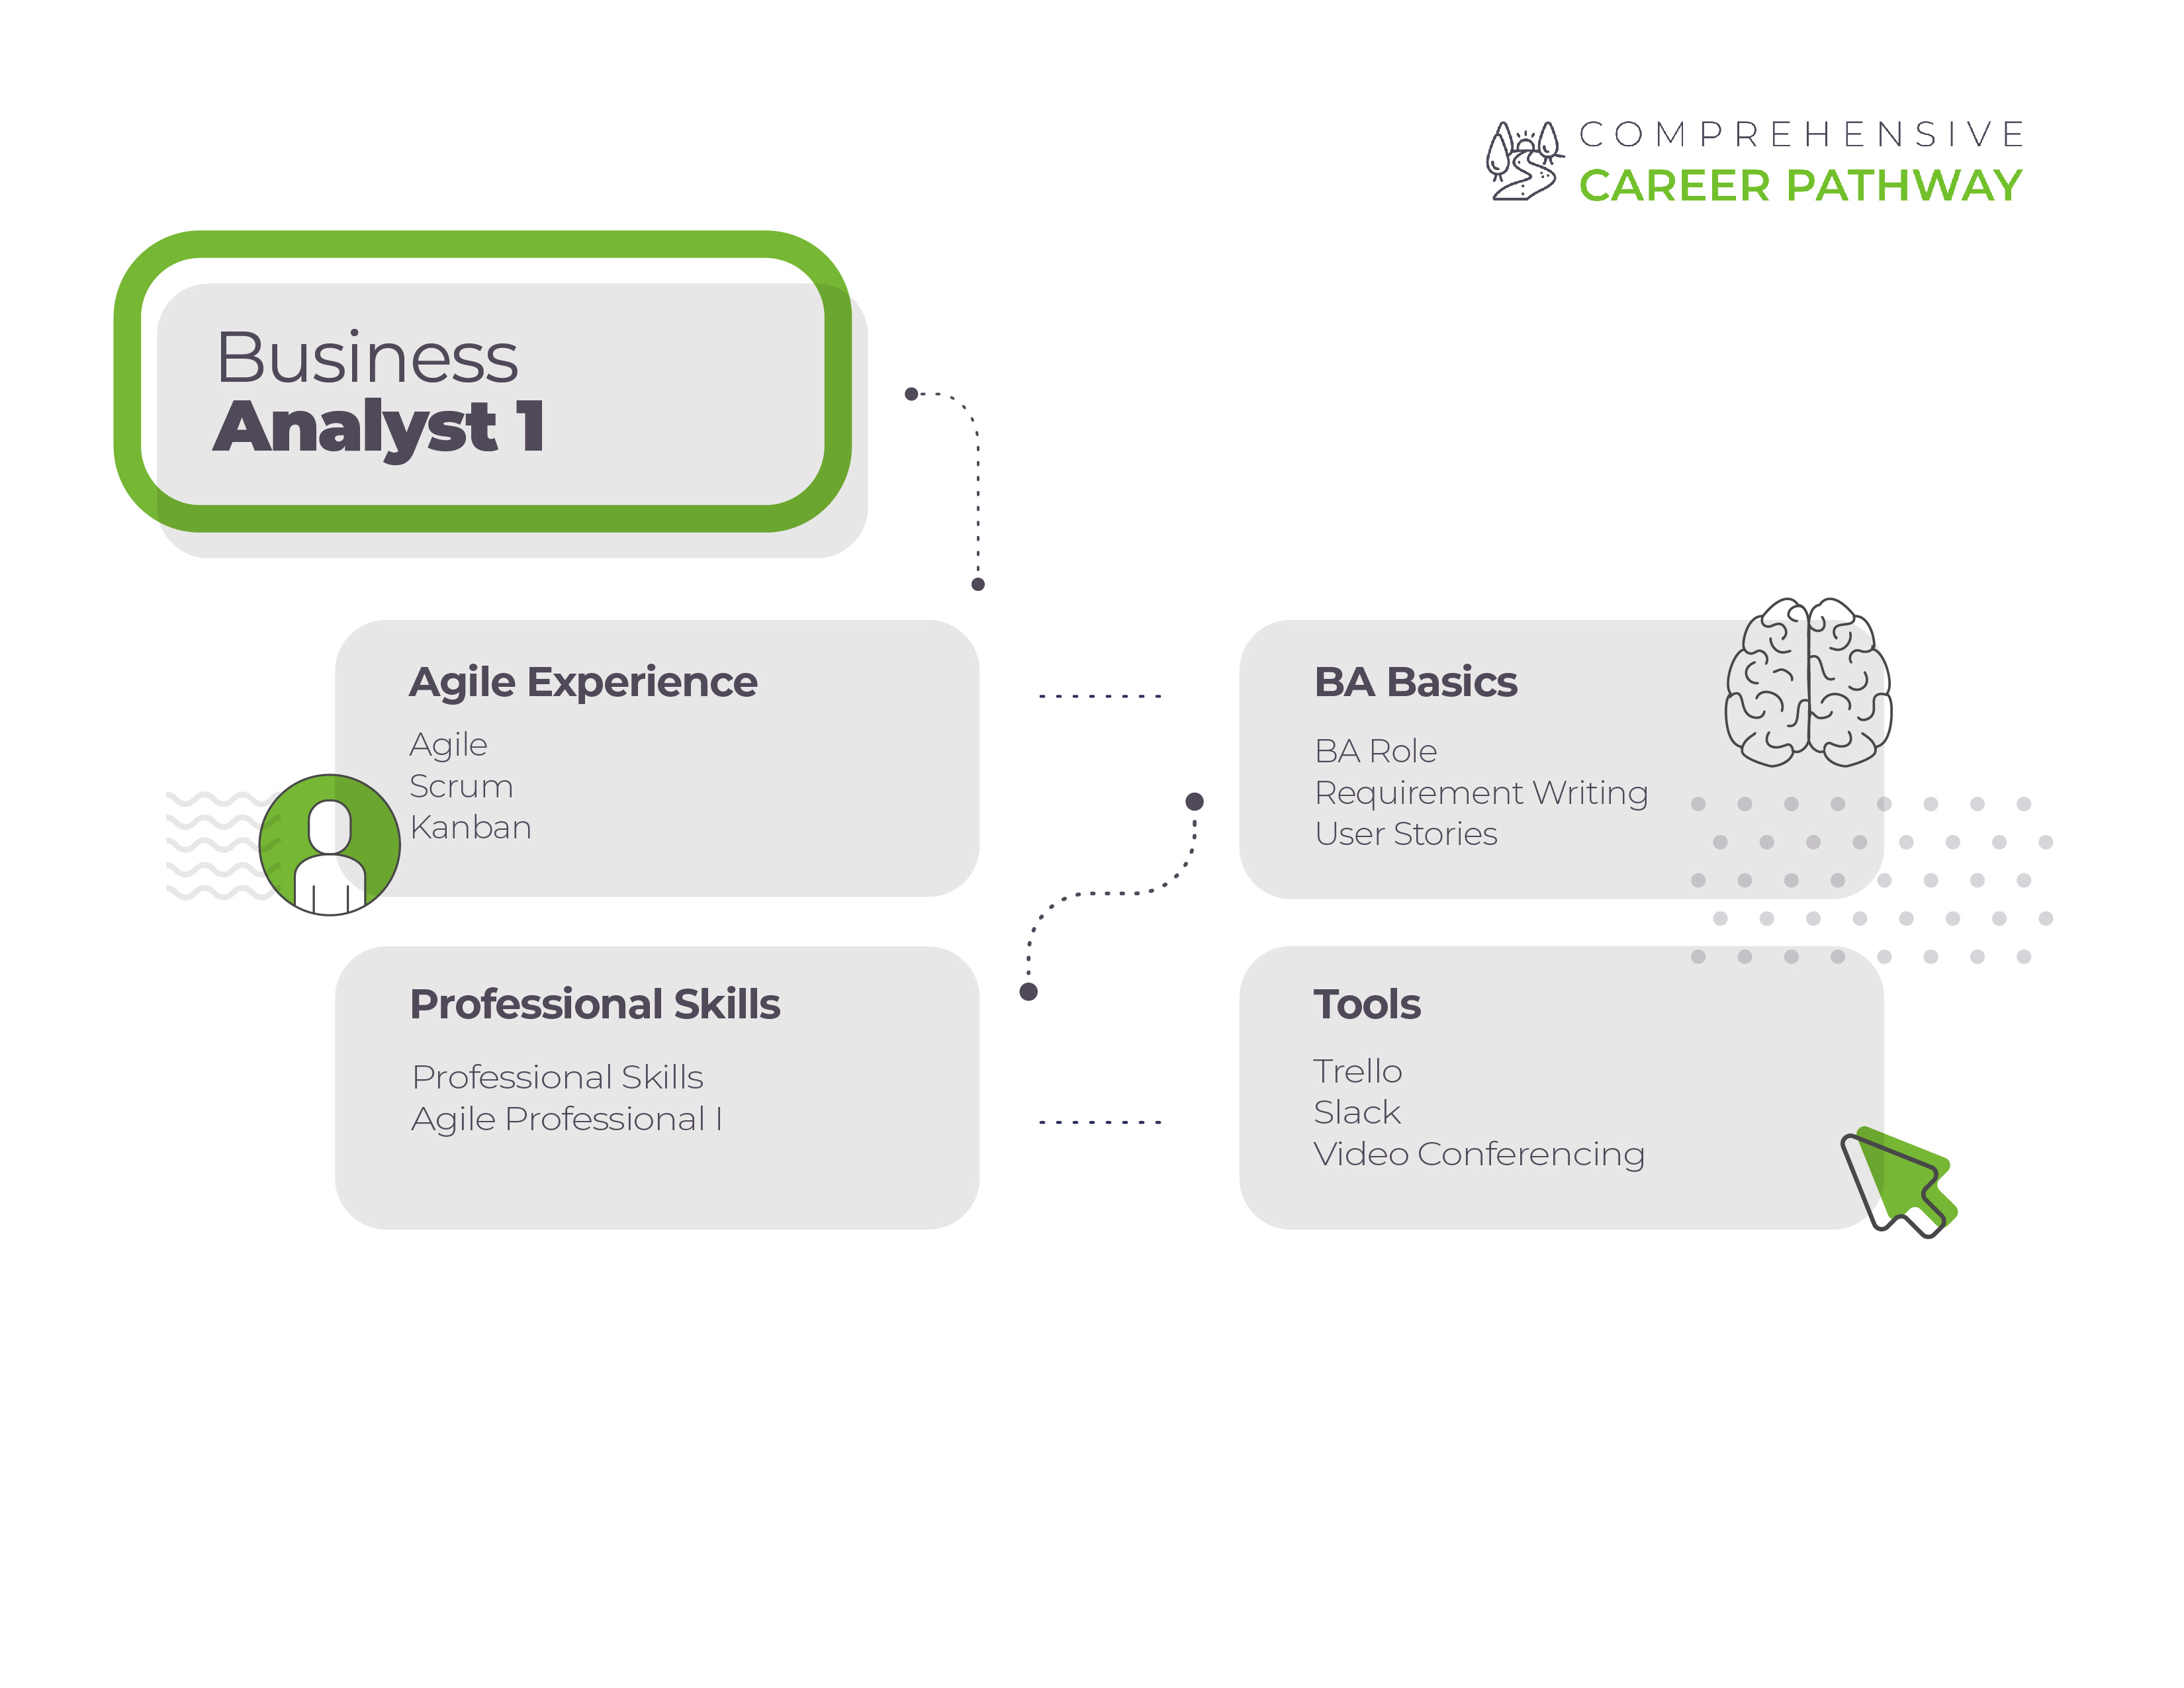 COMPREHENSIVE
CAREER PATHWAY
Business
Analyst 1
Agile Experience
Agile
Scrum
Kanban
BA Basics
BA Role
Requirement Writing
User Stories
Professional Skills
Professional Skills
Agile Professional I
Tools
Trello
Slack
Video Conferencing